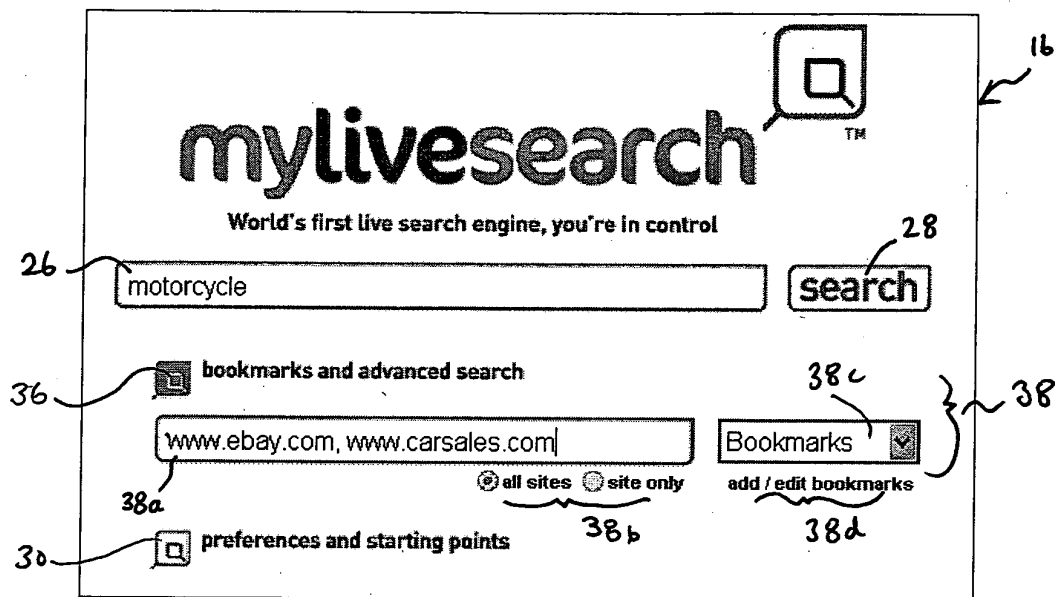 16
mylivesearch
TM
World's first live search engine, you're in control
28
26
motorcycle
search
36
bookmarks and advanced search
38c
38
www.ebay.com, www.carsales.com
Bookmarks
38a
all sites site only
add / edit bookmarks
38b
38d
30
preferences and starting points